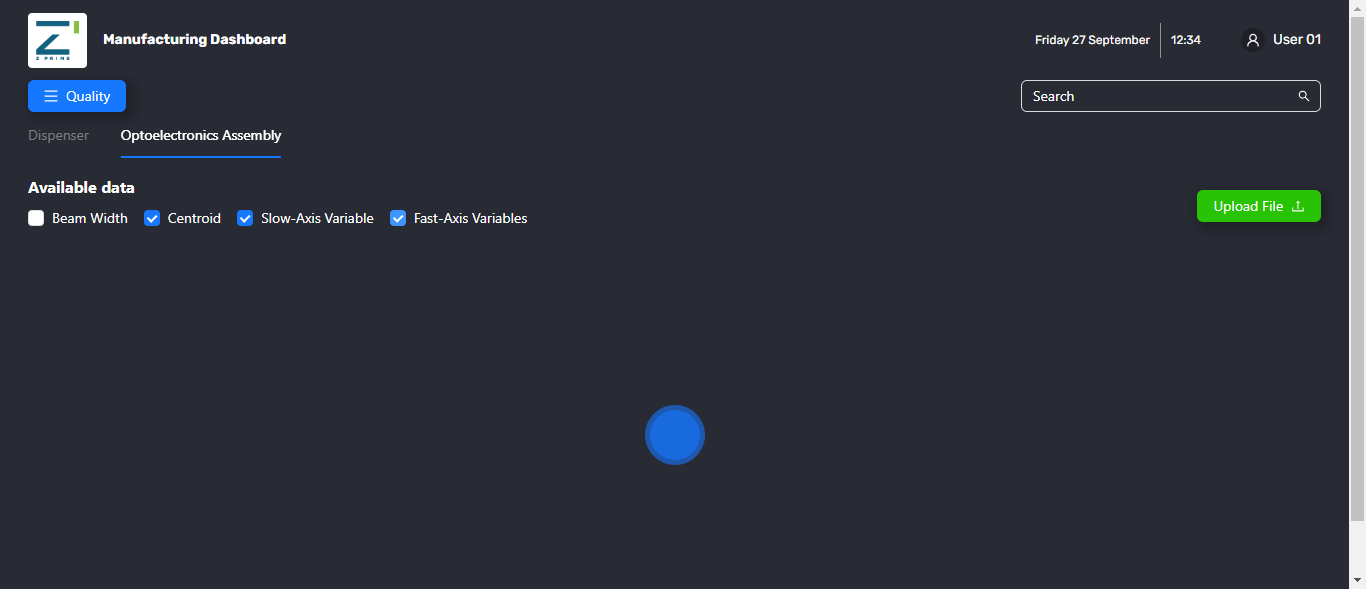 Z PRIME
Manufacturing Dashboard
Friday 27 September
12:34
User 01
Quality
Search
Dispenser
Optoelectronics Assembly
Available data
Beam Width
Centroid
Slow-Axis Variable
Fast-Axis Variables
Upload File